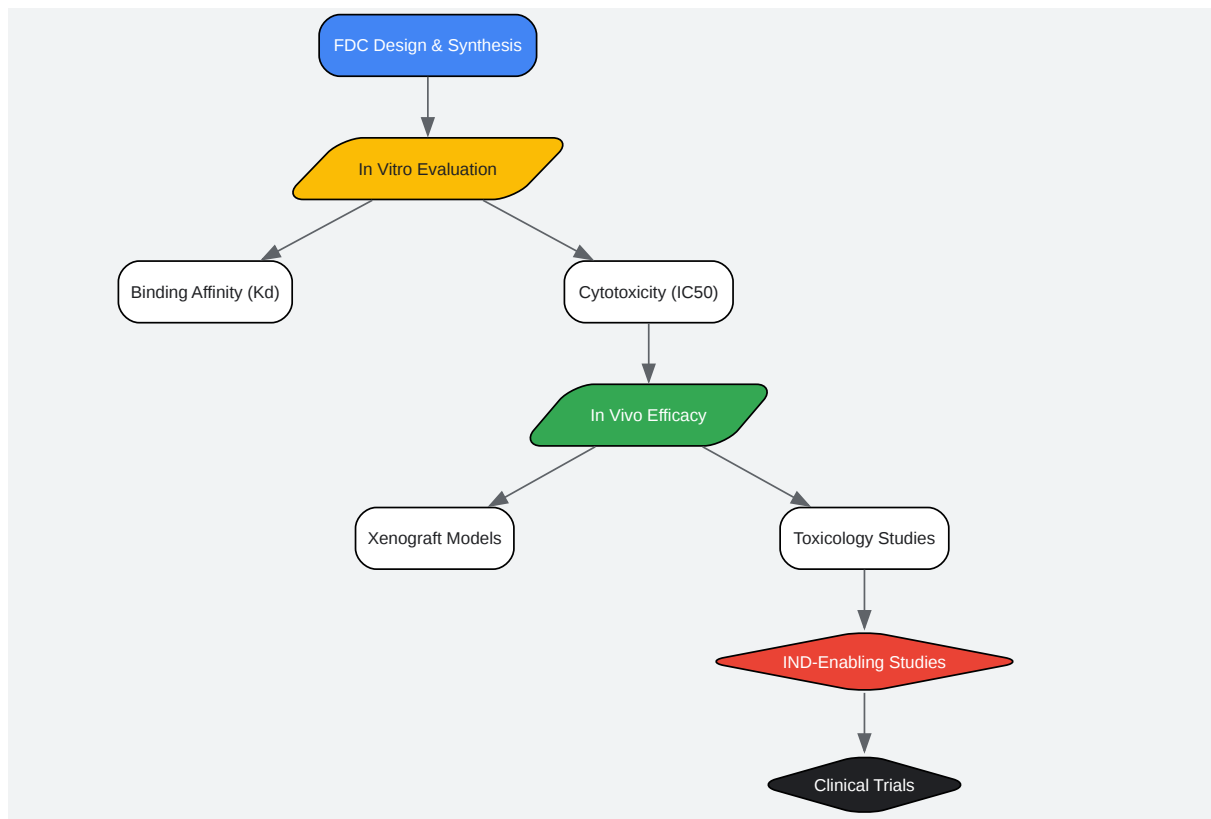 FDC Design & Synthesis
In Vitro Evaluation
Binding Affinity (Kd)
Cytotoxicity (IC50)
In Vivo Efficacy
Xenograft Models
Toxicology Studies
IND-Enabling Studies
Clinical Trials